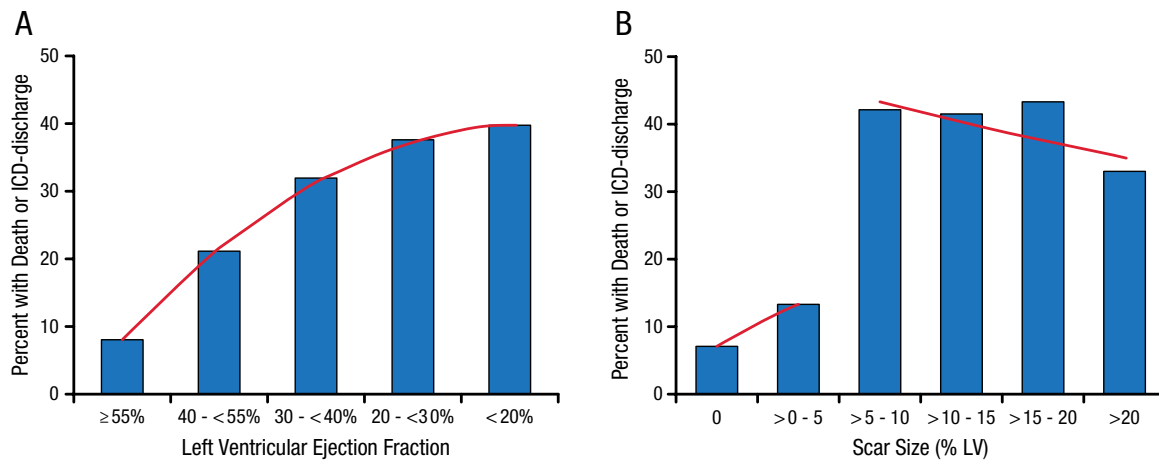 A
Percent with Death or ICD-discharge
50
40
30
20
10
0
≥55%
40 - <55%
30 - <40%
20 - <30%
<20%
Left Ventricular Ejection Fraction
B
Percent with Death or ICD-discharge
50
40
30
20
10
0
0
>0 - 5
>5 - 10
>10 - 15
>15 - 20
>20
Scar Size (% LV)